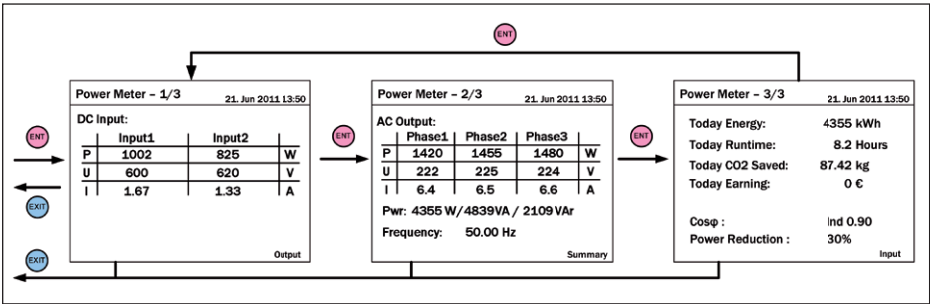 ENT
Power Meter – 1/3 21. Jun 2011 13:50
DC Input:
Input1 Input2
P 1002 825 W
U 600 620 V
I 1.67 1.33 A
Output
ENT
EXIT
EXIT
ENT
Power Meter – 2/3 21. Jun 2011 13:50
AC Output:
Phase1 Phase2 Phase3
P 1420 1455 1480 W
U 222 225 224 V
I 6.4 6.5 6.6 A
Pwr: 4355 W/4839VA / 2109VAr
Frequency: 50.00 Hz
Summary
ENT
Power Meter – 3/3 21. Jun 2011 13:50
Today Energy: 4355 kWh
Today Runtime: 8.2 Hours
Today CO2 Saved: 87.42 kg
Today Earning: 0 €
Cosφ : Ind 0.90
Power Reduction : 30%
Input